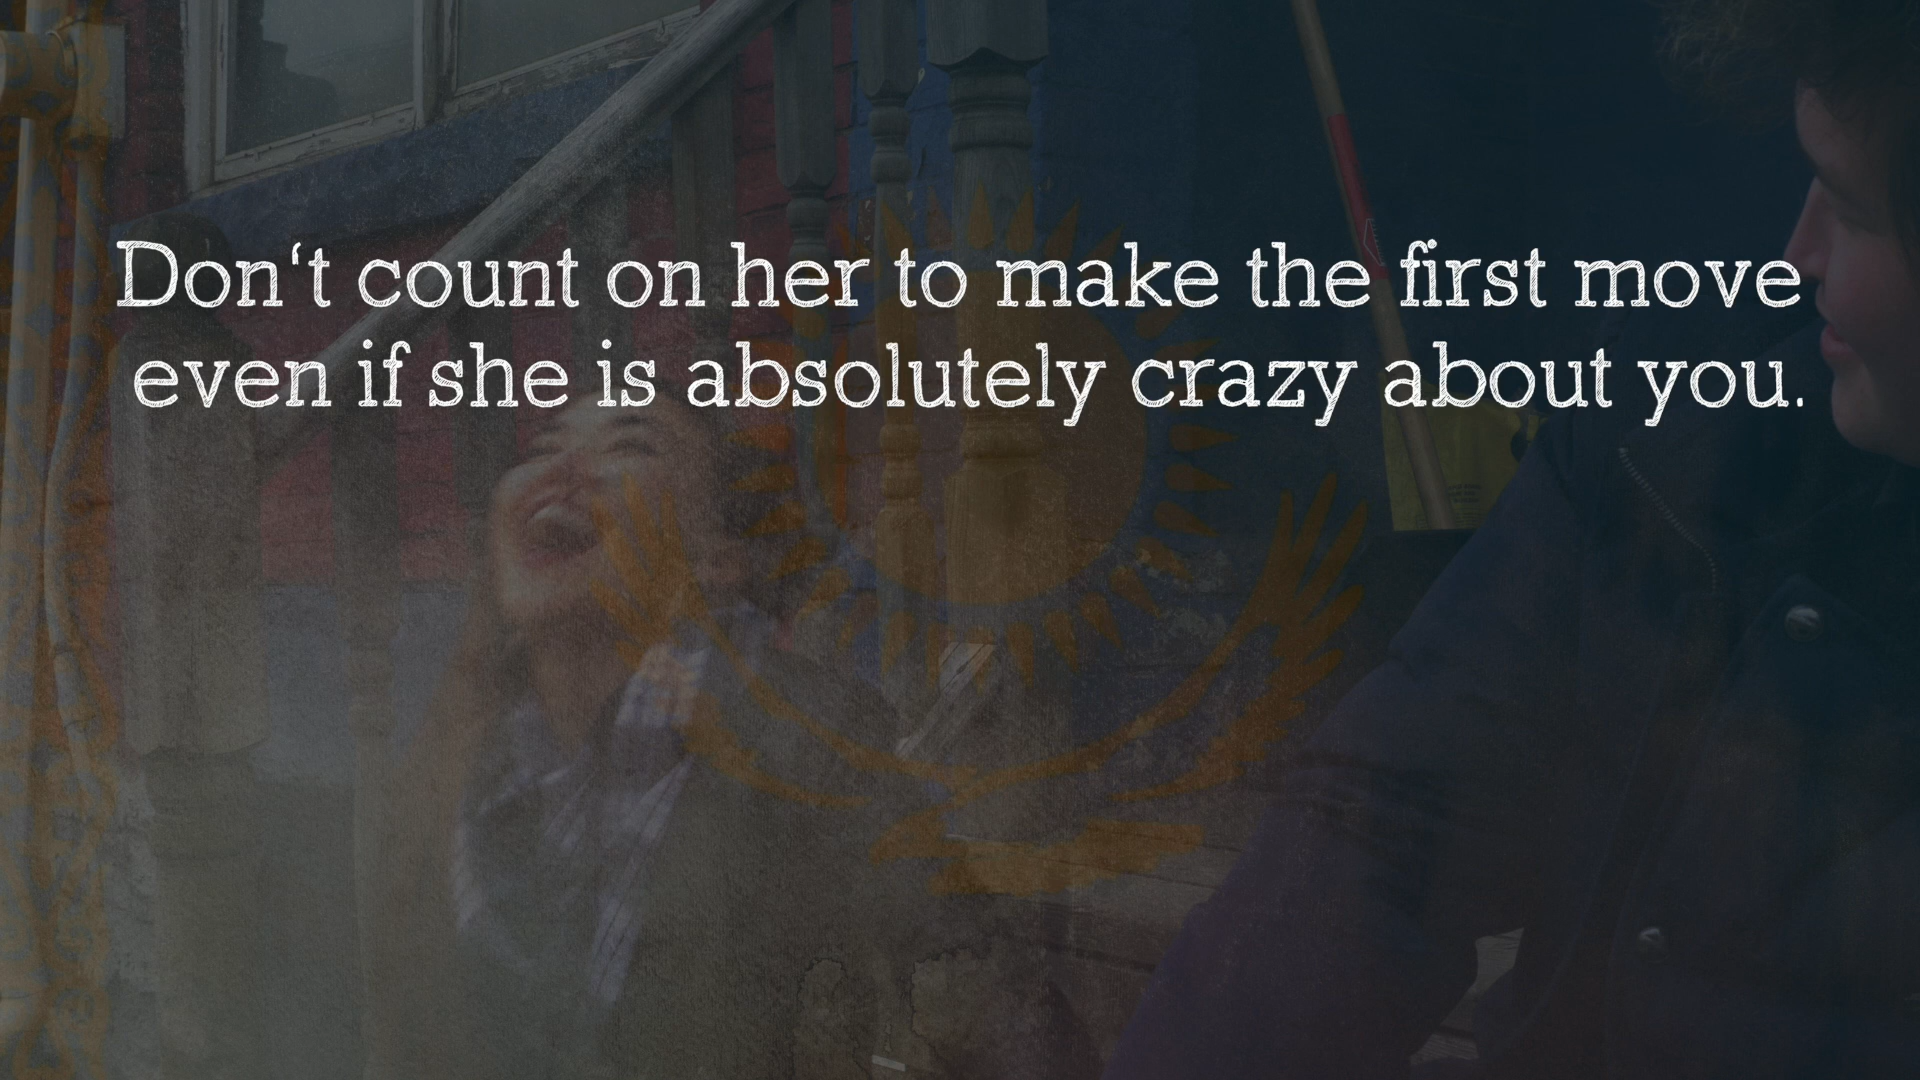 Don‘t count on her to make the first move
even if she is absolutely crazy about you.